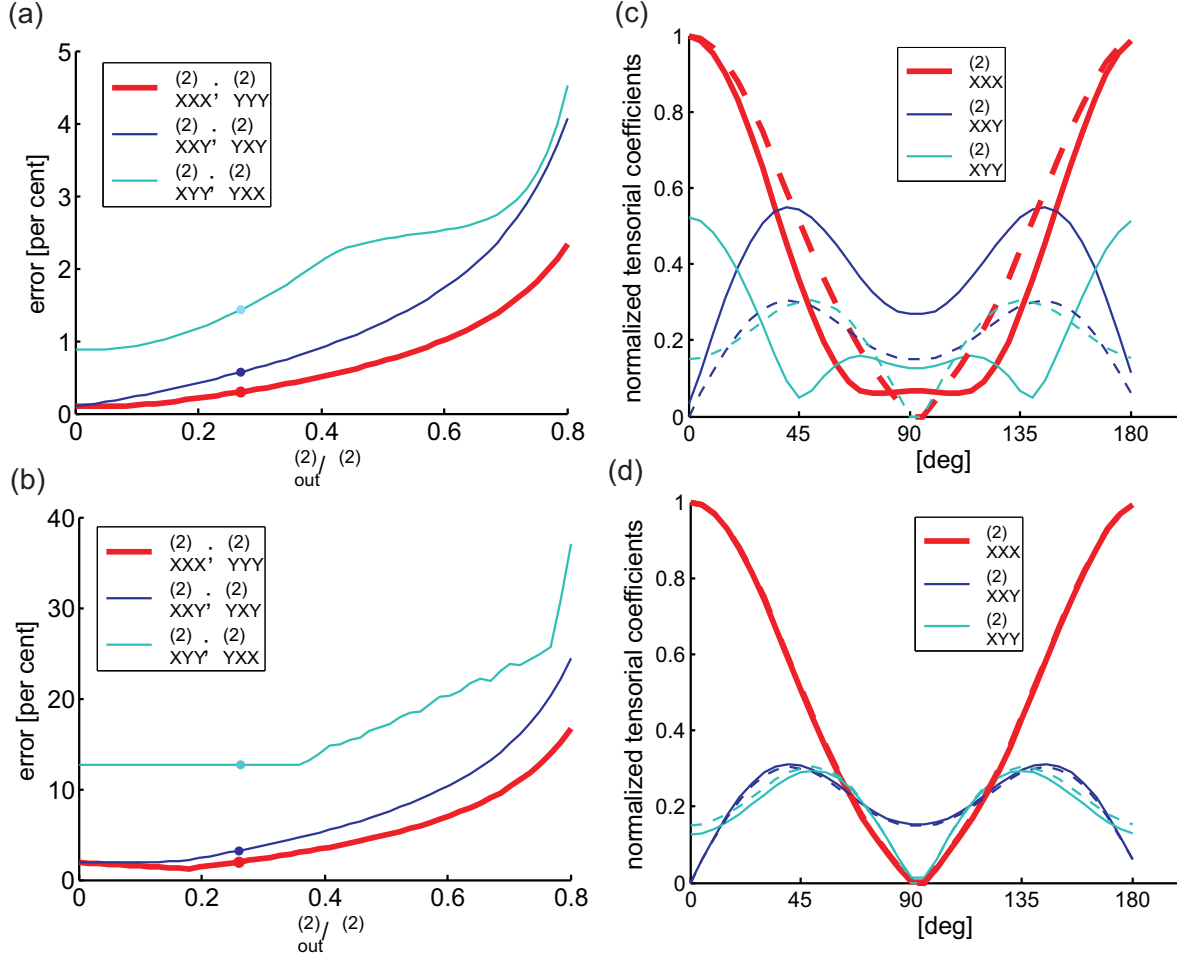 (a)
error [per cent]
5
4
3
2
1
0
(2) . (2)
XXX, YYY
(2) . (2)
XXY, YXY
(2) . (2)
XYY, YXX
0 0.2 0.4 0.6 0.8
(2)/ (2)
out
(b)
error [per cent]
40
30
20
10
0
(2) . (2)
XXX, YYY
(2) . (2)
XXY, YXY
(2) . (2)
XYY, YXX
0 0.2 0.4 0.6 0.8
(2)/ (2)
out
(c)
normalized tensorial coefficients
1
0.8
0.6
0.4
0.2
0
(2)
XXX
(2)
XXY
(2)
XYY
0 45 90 135 180
[deg]
(d)
normalized tensorial coefficients
1
0.8
0.6
0.4
0.2
0
(2)
XXX
(2)
XXY
(2)
XYY
0 45 90 135 180
[deg]